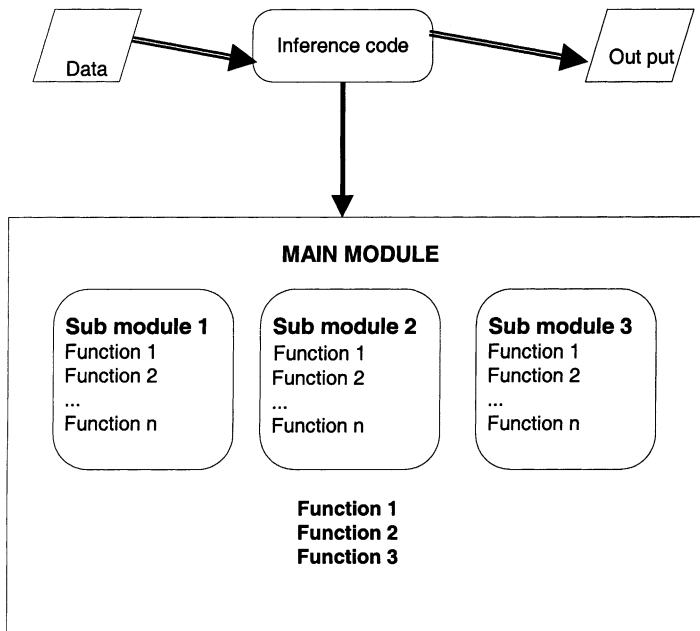 Data
Inference code
Out put
MAIN MODULE
Sub module 1
Function 1
Function 2
...
Function n
Sub module 2
Function 1
Function 2
...
Function n
Sub module 3
Function 1
Function 2
...
Function n
Function 1
Function 2
Function 3